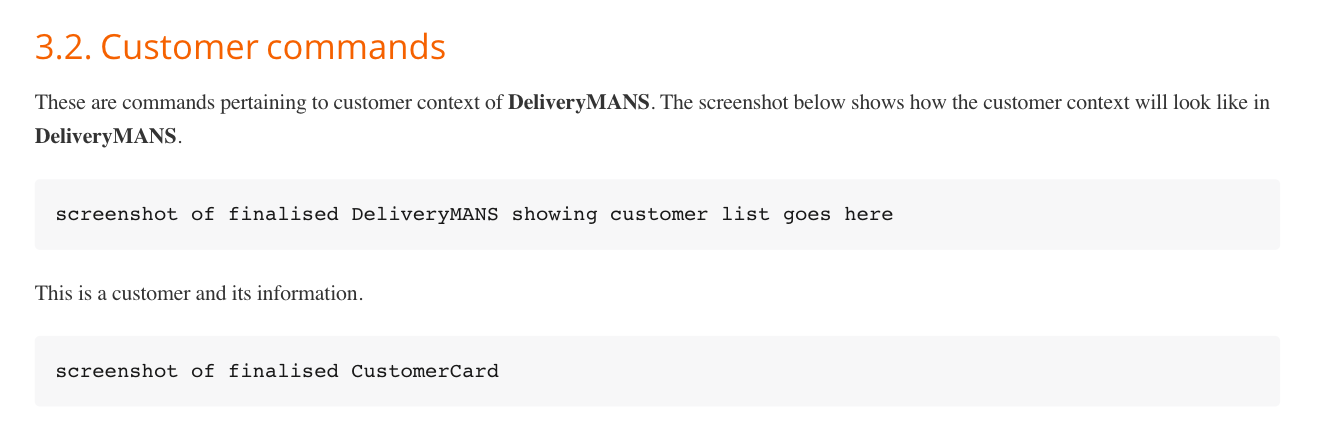 3.2. Customer commands
These are commands pertaining to customer context of DeliveryMANS. The screenshot below shows how the customer context will look like in
DeliveryMANS.
screenshot of finalised DeliveryMANS showing customer list goes here
This is a customer and its information.
screenshot of finalised CustomerCard